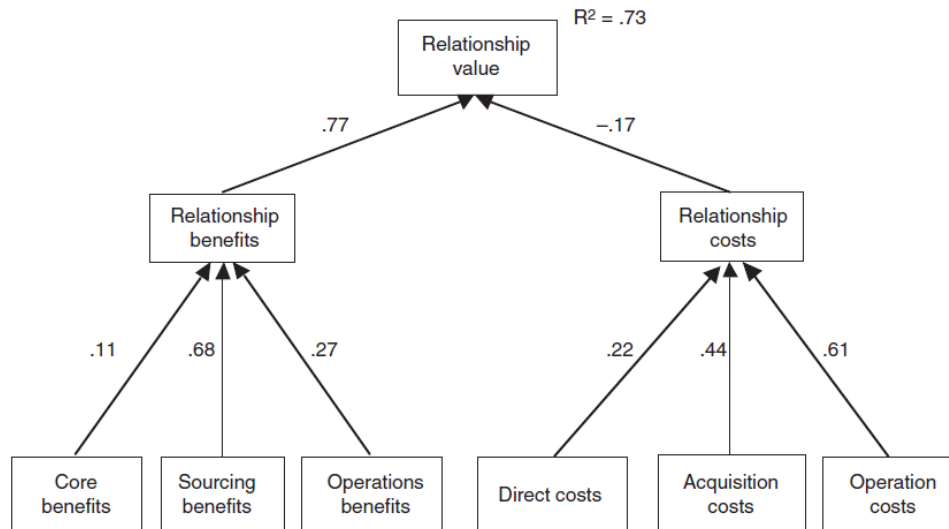 R² = .73
Relationship
value
.77
–.17
Relationship
benefits
Relationship
costs
.11
.68
.27
.22
.44
.61
Core
benefits
Sourcing
benefits
Operations
benefits
Direct costs
Acquisition
costs
Operation
costs